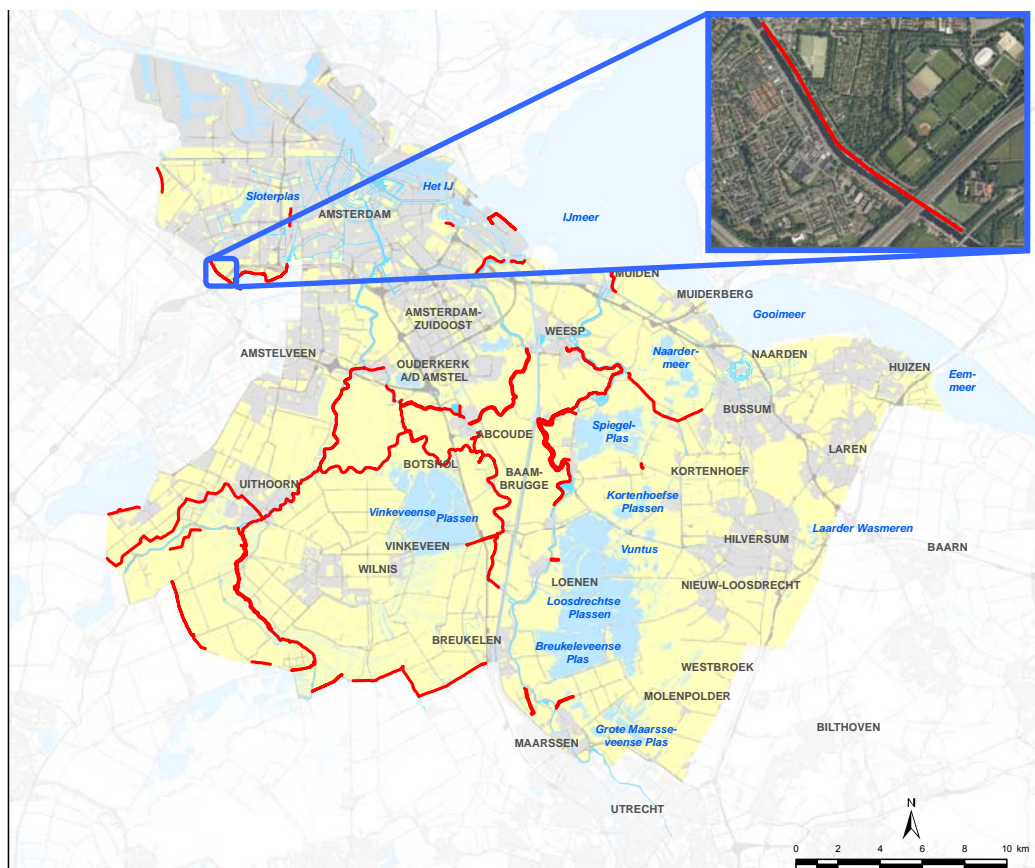 Het IJ
Sloterplas
AMSTERDAM
IJmeer
MUIDEN
MUIDERBERG
Gooimeer
AMSTERDAM-
ZUIDOOST
WEESP
AMSTELVEEN
Naarder-
meer
NAARDEN
OUDERKERK
A/D AMSTEL
HUIZEN
Eem-
meer
BUSSUM
ABCOUDE
Spiegel-
Plas
LAREN
BOTSHOL
BAAM-
BRUGGE
KORTENHOEF
UITHOORN
Kortenhoefse
Plassen
Vinkeveense Plassen
Laarder Wasmeren
HILVERSUM
VINKEVEEN
Vuntus
BAARN
WILNIS
LOENEN
NIEUW-LOOSDRECHT
Loosdrechtse
Plassen
BREUKELEN
Breukeleveense
Plas
WESTBROEK
MOLENPOLDER
Grote Maarsse-
veense Plas
BILTHOVEN
MAARSSEN
UTRECHT
N
0 2 4 6 8 10 km